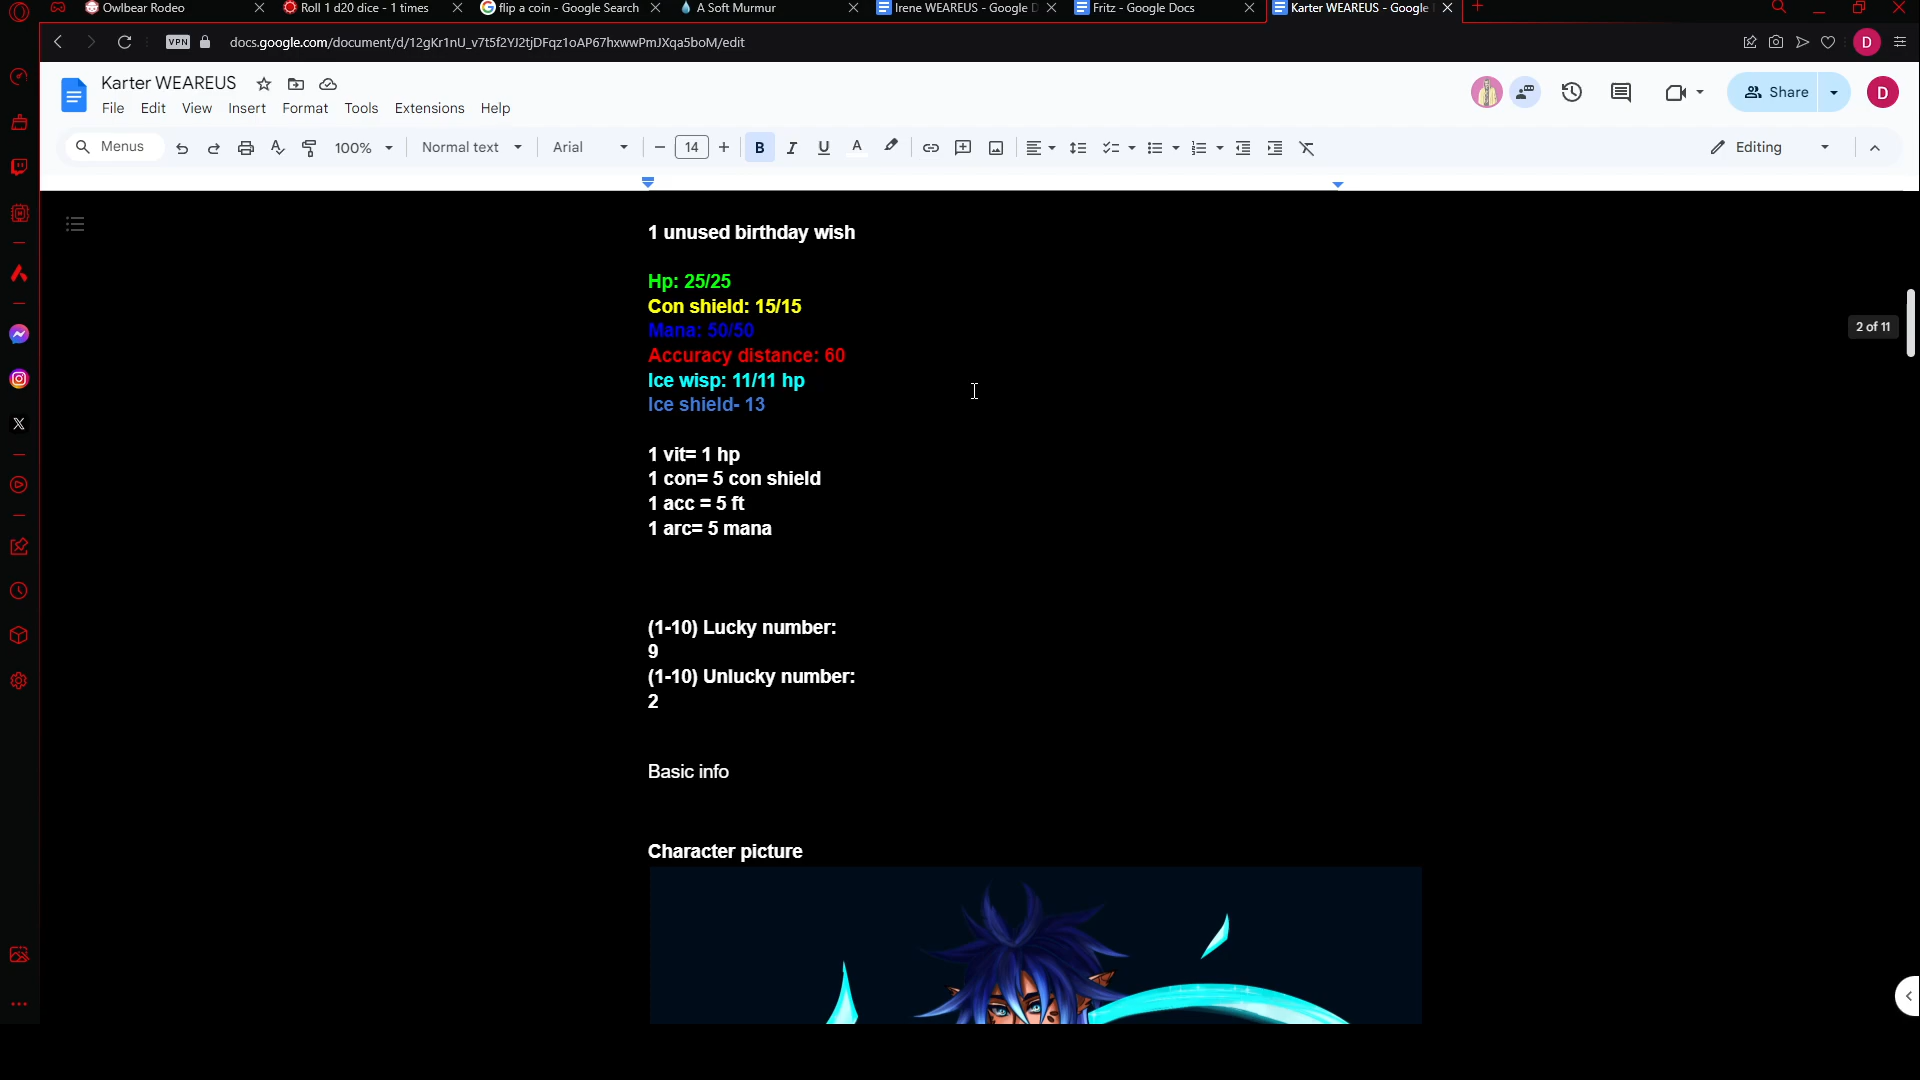 Owlbear Rodeo
Roll 1 d20 dice - 1 times
flip a coin - Google Search
A Soft Murmur
Irene WEAREUS - Google D
Fritz - Google Docs
Karter WEAREUS - Google
VPN
docs.google.com/document/d/12gKr1nU_v7t5f2YJ2tjDFqz1oAP67hxwwPmJXqa5boM/edit
D
Karter WEAREUS
File Edit View Insert Format Tools Extensions Help
Share
D
Menus
100%
Normal text
Arial
14
B
I
U
A
Editing
1 unused birthday wish
Hp: 25/25
Con shield: 15/15
Mana: 50/50
Accuracy distance: 60
Ice wisp: 11/11 hp
Ice shield- 13
2 of 11
1 vit= 1 hp
1 con= 5 con shield
1 acc = 5 ft
1 arc= 5 mana
(1-10) Lucky number:
9
(1-10) Unlucky number:
2
Basic info
Character picture